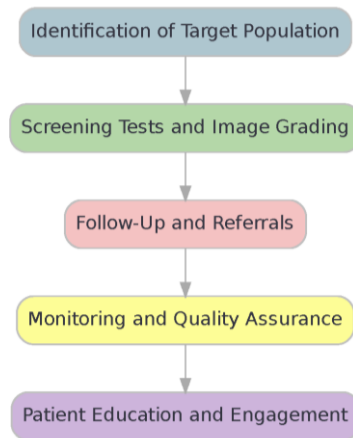 Identification of Target Population
Screening Tests and Image Grading
Follow-Up and Referrals
Monitoring and Quality Assurance
Patient Education and Engagement